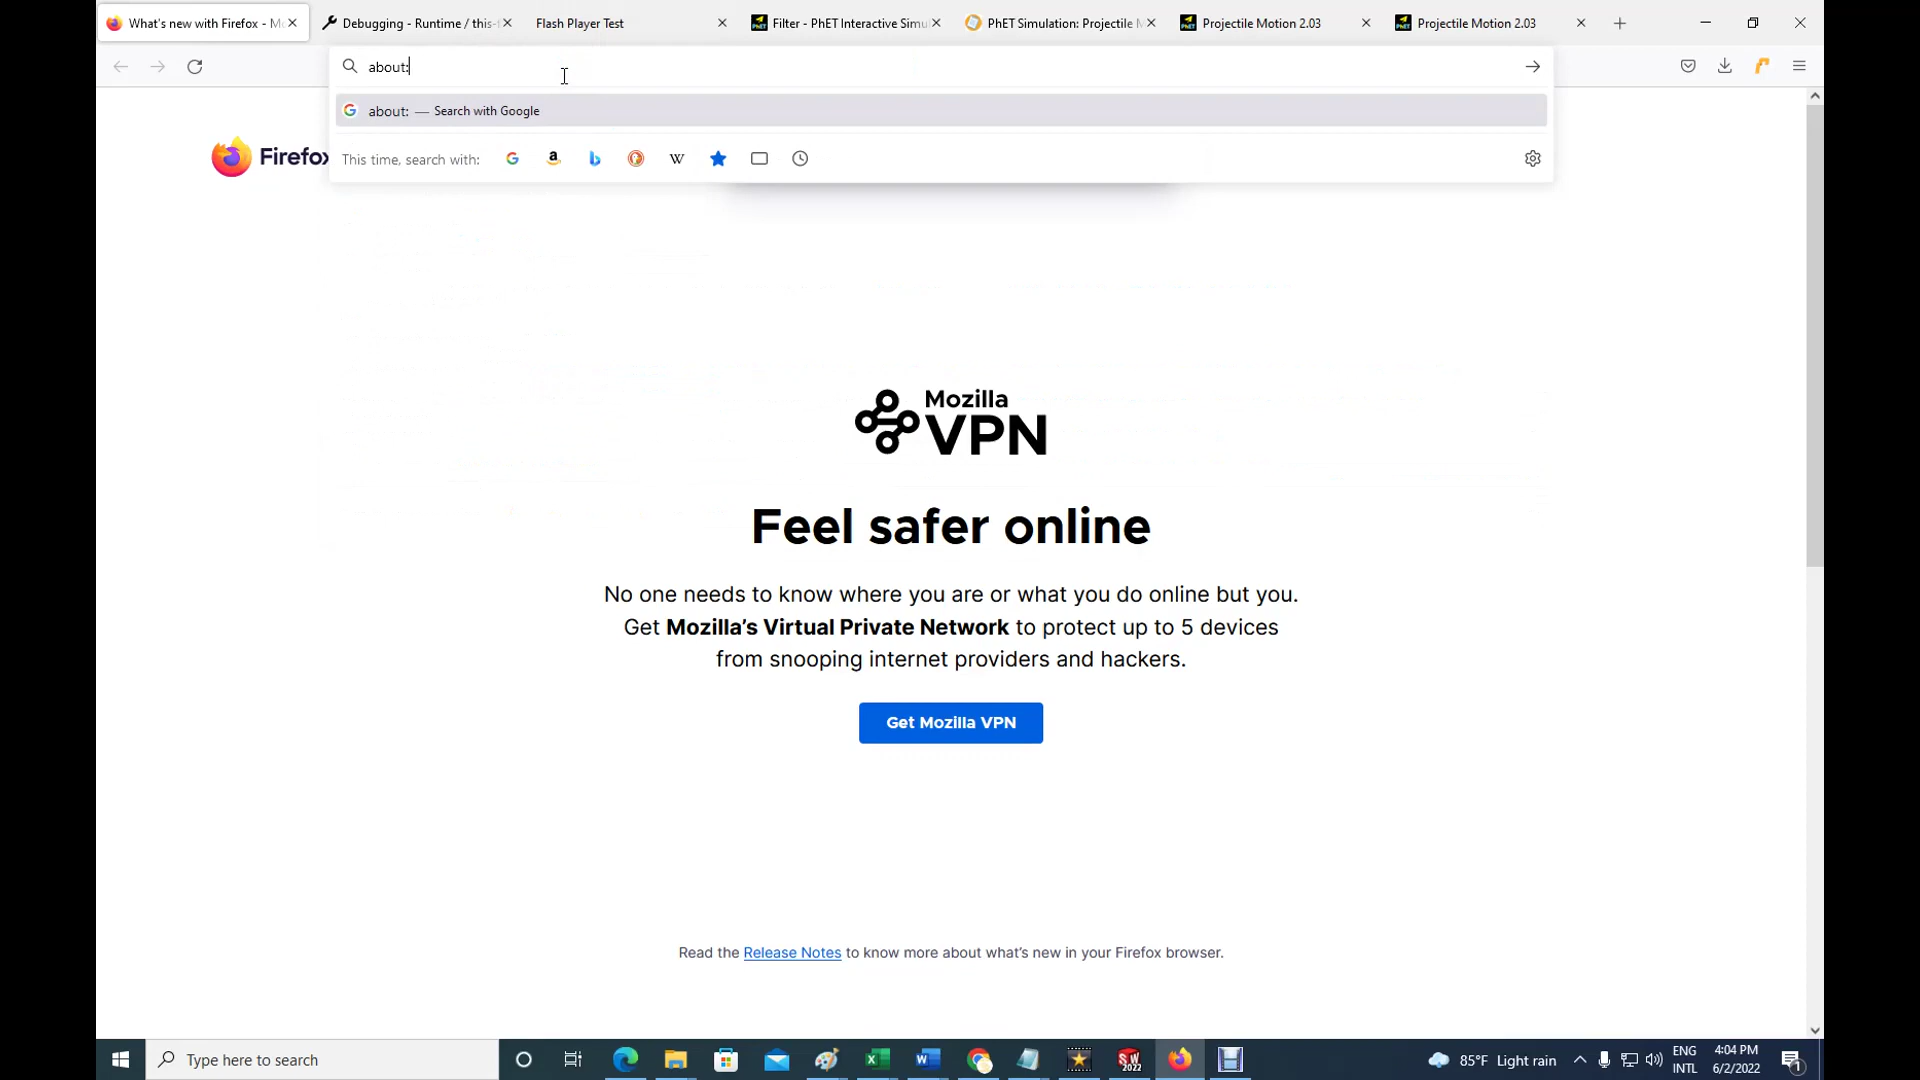 What's new with Firefox - M
Debugging - Runtime / this-
Flash Player Test
Filter - PhET Interactive Simu
PhET Simulation: Projectile M
Projectile Motion 2.03
Projectile Motion 2.03
about:
about: — Search with Google
This time, search with:
Firefox
Mozilla
VPN
Feel safer online
No one needs to know where you are or what you do online but you.
Get Mozilla's Virtual Private Network to protect up to 5 devices
from snooping internet providers and hackers.
Get Mozilla VPN
Read the Release Notes to know more about what's new in your Firefox browser.
Type here to search
85°F Light rain
ENG
INTL
4:04 PM
6/2/2022